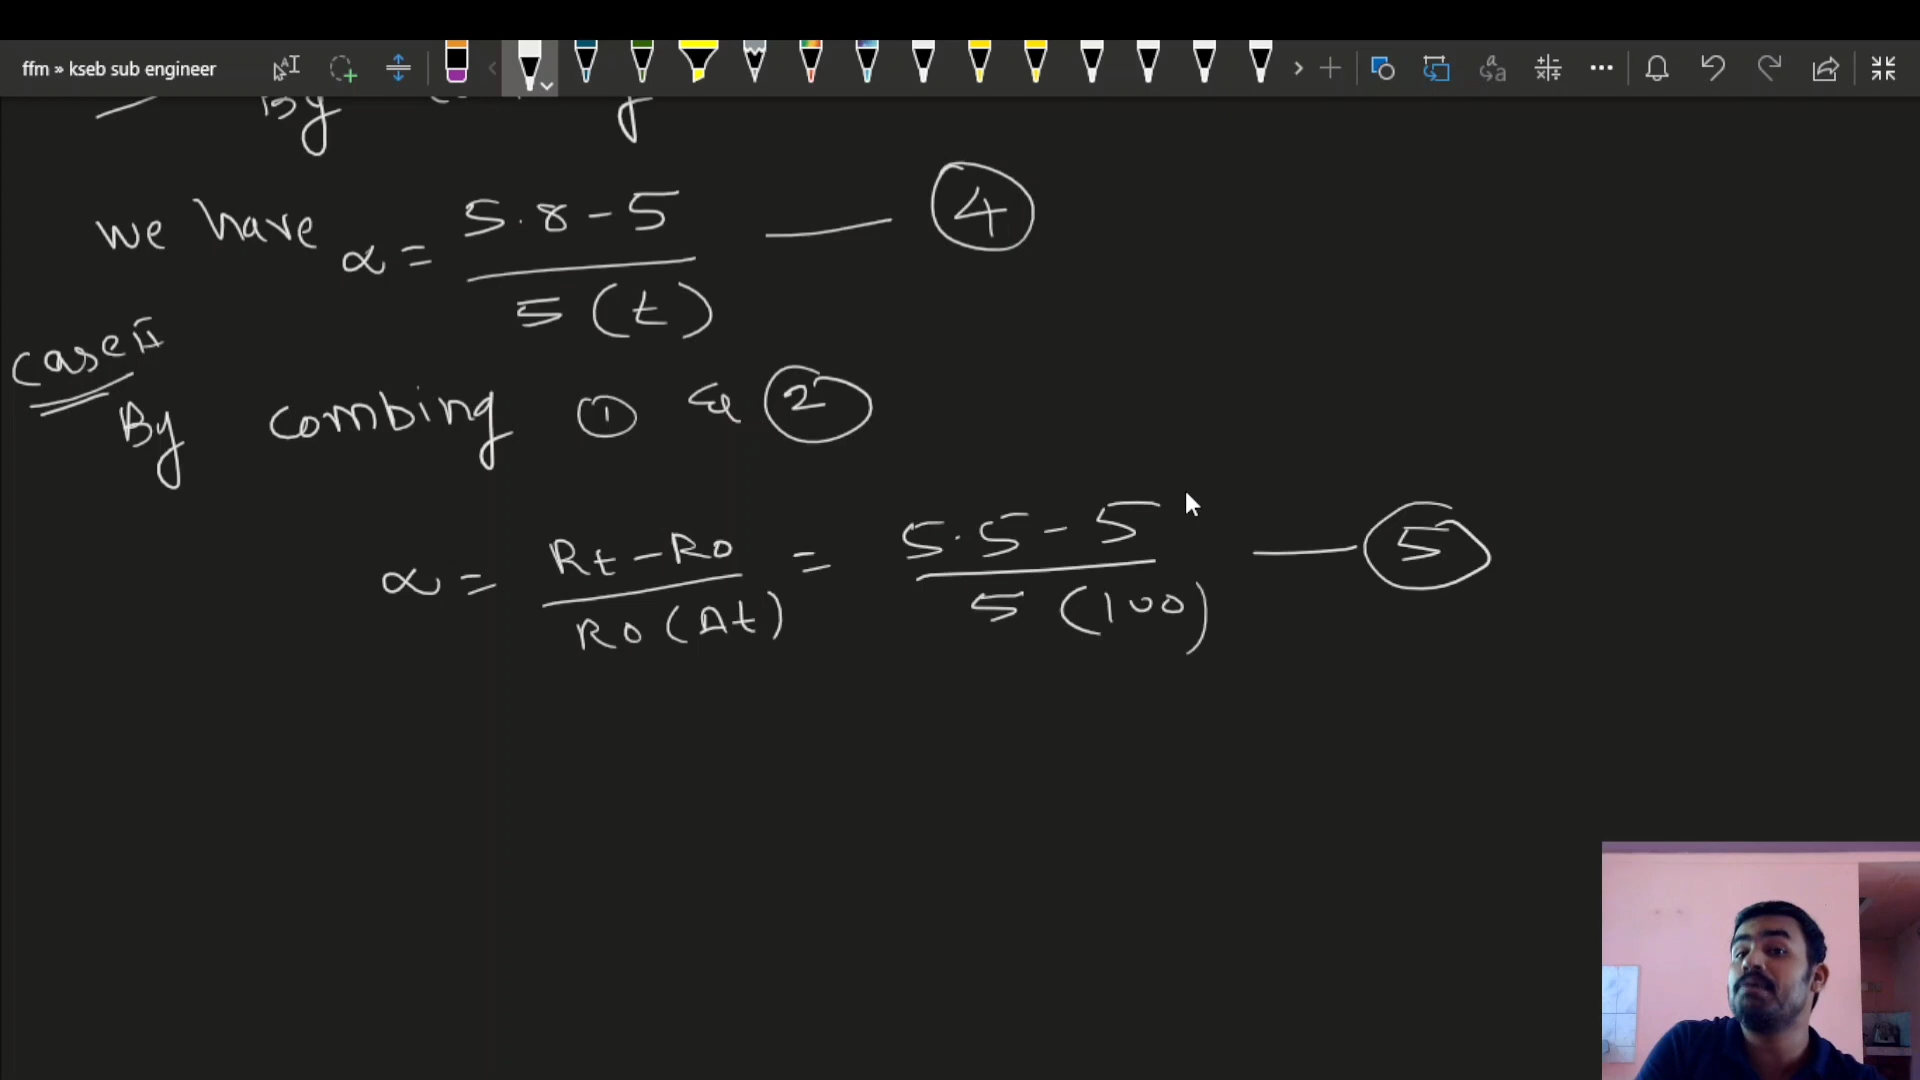 ffm » kseb sub engineer
By
we have α = 5.8 - 5 / 5 (t) — 4
case II
By combing 1 & 2
α = Rt - Ro / Ro (Δt) = 5.5 - 5 / 5 (100) — 5